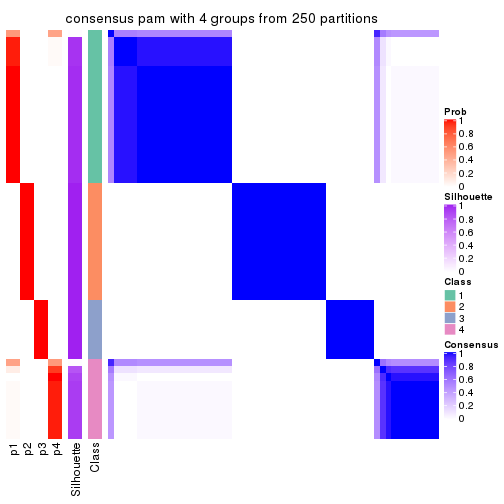 consensus pam with 4 groups from 250 partitions
Prob
1
0.8
0.6
0.4
0.2
0
Silhouette
1
0.8
0.6
0.4
0.2
0
Class
1
2
3
4
Consensus
1
0.8
0.6
0.4
0.2
0
p1
p2
p3
p4
Silhouette
Class